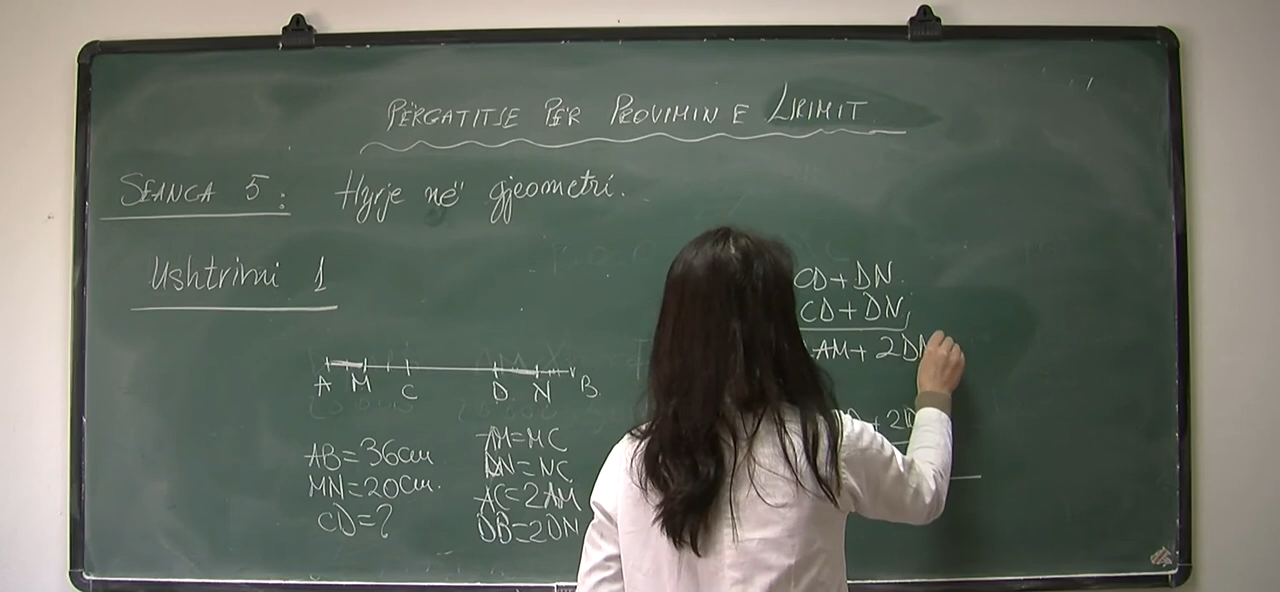 PËRGATITJE PËR PROVIMIN E LIRIMIT
SEANCA 5:
Hyrje në gjeometri.
Ushtrimi 1
A M C D N B
AB=36cm
MN=20cm.
CD=?
AM=MC
DN=NC
AC=2AM
DB=2DN
CD+DN.
CD+DN
AM+2DN
+2D